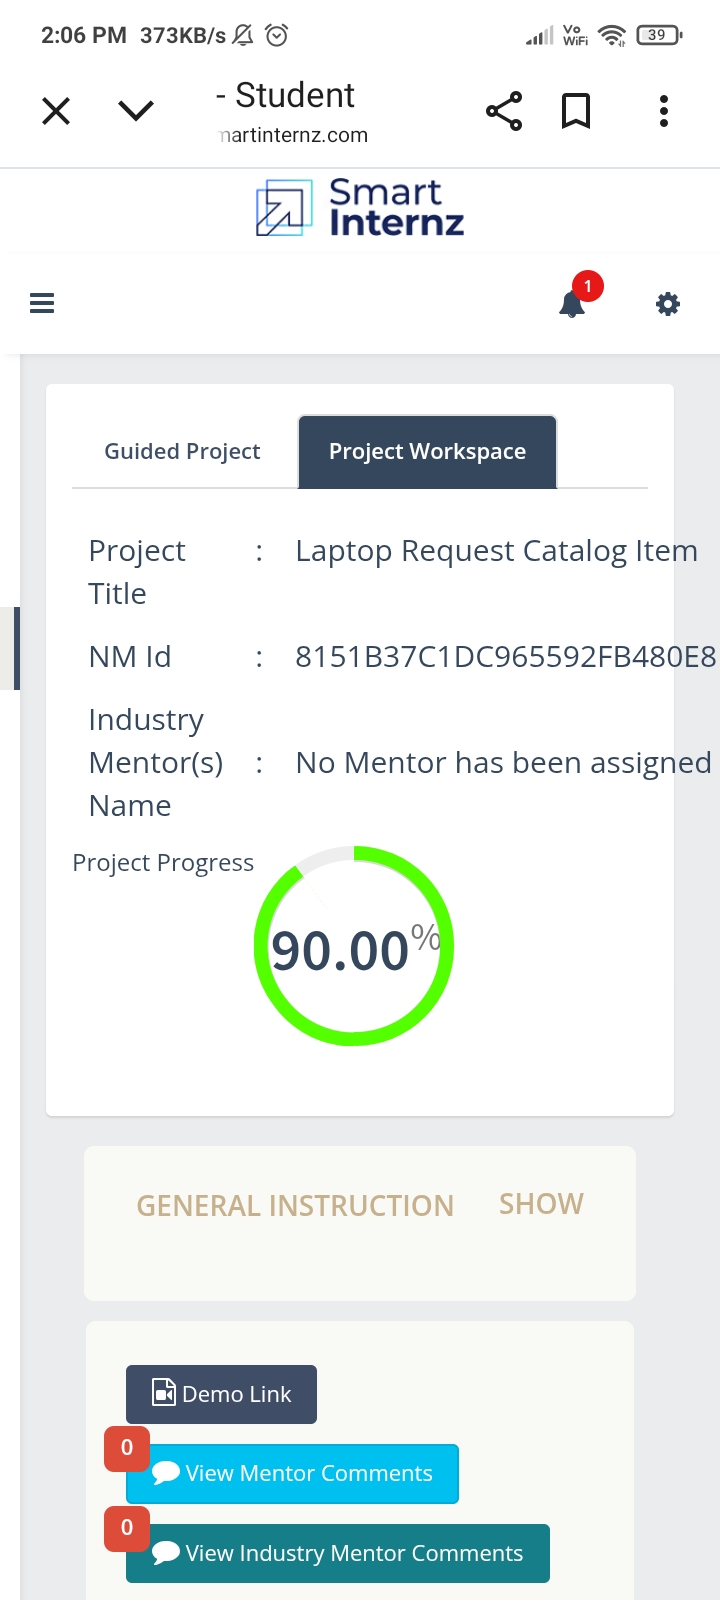 2:06 PM 373KB/s Vo WiFi 39
- Student
martinternz.com
Smart
Internz
1
Guided Project Project Workspace
Project Title : Laptop Request Catalog Item
NM Id : 8151B37C1DC965592FB480E8
Industry Mentor(s) Name : No Mentor has been assigned
Project Progress
90.00%
GENERAL INSTRUCTION SHOW
Demo Link
0
View Mentor Comments
0
View Industry Mentor Comments